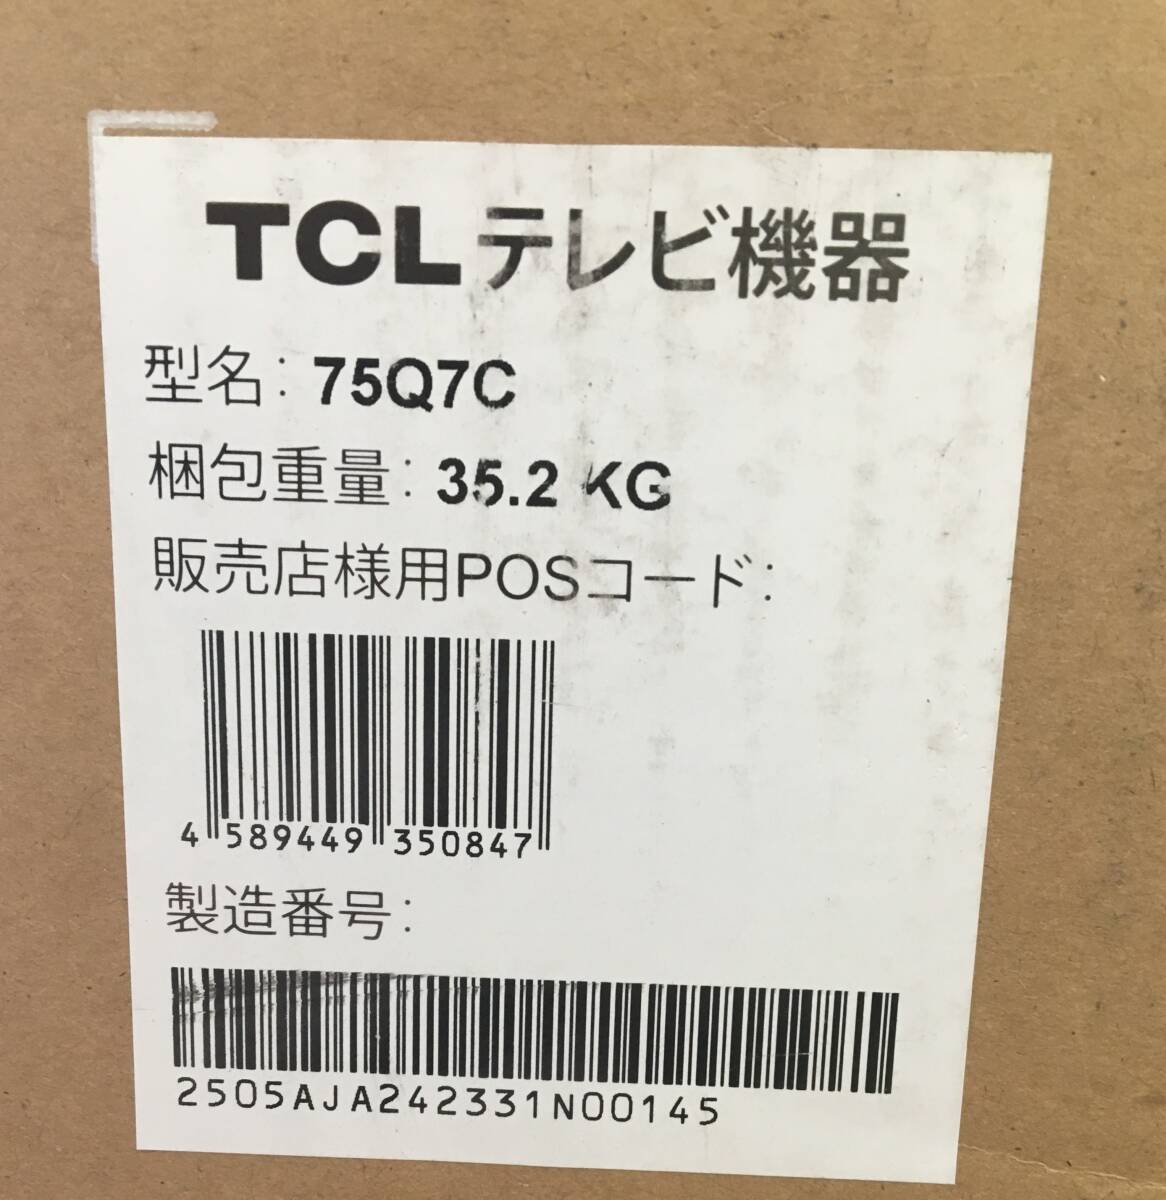 TCLテレビ機器
型名: 75Q7C
梱包重量: 35.2 KG
販売店様用POSコード:
4 589449 350847
製造番号:
2505AJA242331N00145